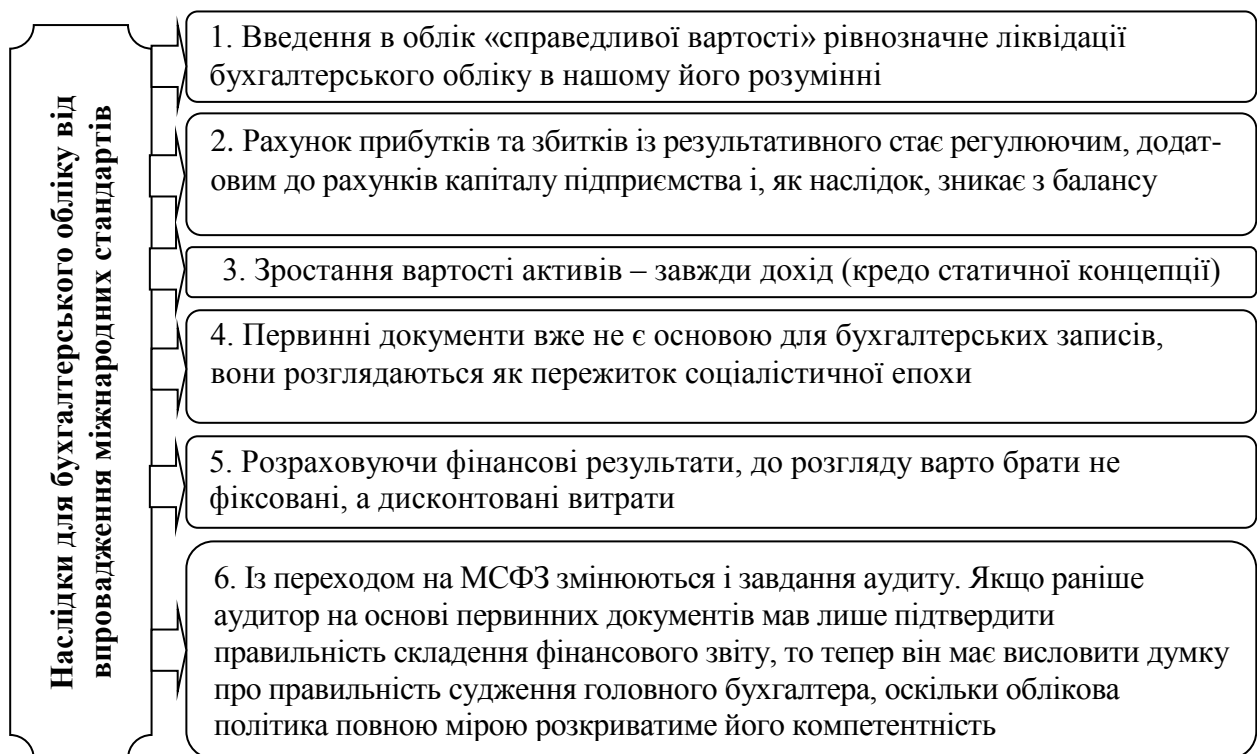 Наслідки для бухгалтерського обліку від
впровадження міжнародних стандартів
1. Введення в облік «справедливої вартості» рівнозначне ліквідації
бухгалтерського обліку в нашому його розумінні
2. Рахунок прибутків та збитків із результативного стає регулюючим, додат-
овим до рахунків капіталу підприємства і, як наслідок, зникає з балансу
3. Зростання вартості активів – завжди дохід (кредо статичної концепції)
4. Первинні документи вже не є основою для бухгалтерських записів,
вони розглядаються як пережиток соціалістичної епохи
5. Розраховуючи фінансові результати, до розгляду варто брати не
фіксовані, а дисконтовані витрати
6. Із переходом на МСФЗ змінюються і завдання аудиту. Якщо раніше
аудитор на основі первинних документів мав лише підтвердити
правильність складення фінансового звіту, то тепер він має висловити думку
про правильність судження головного бухгалтера, оскільки облікова
політика повною мірою розкриватиме його компетентність